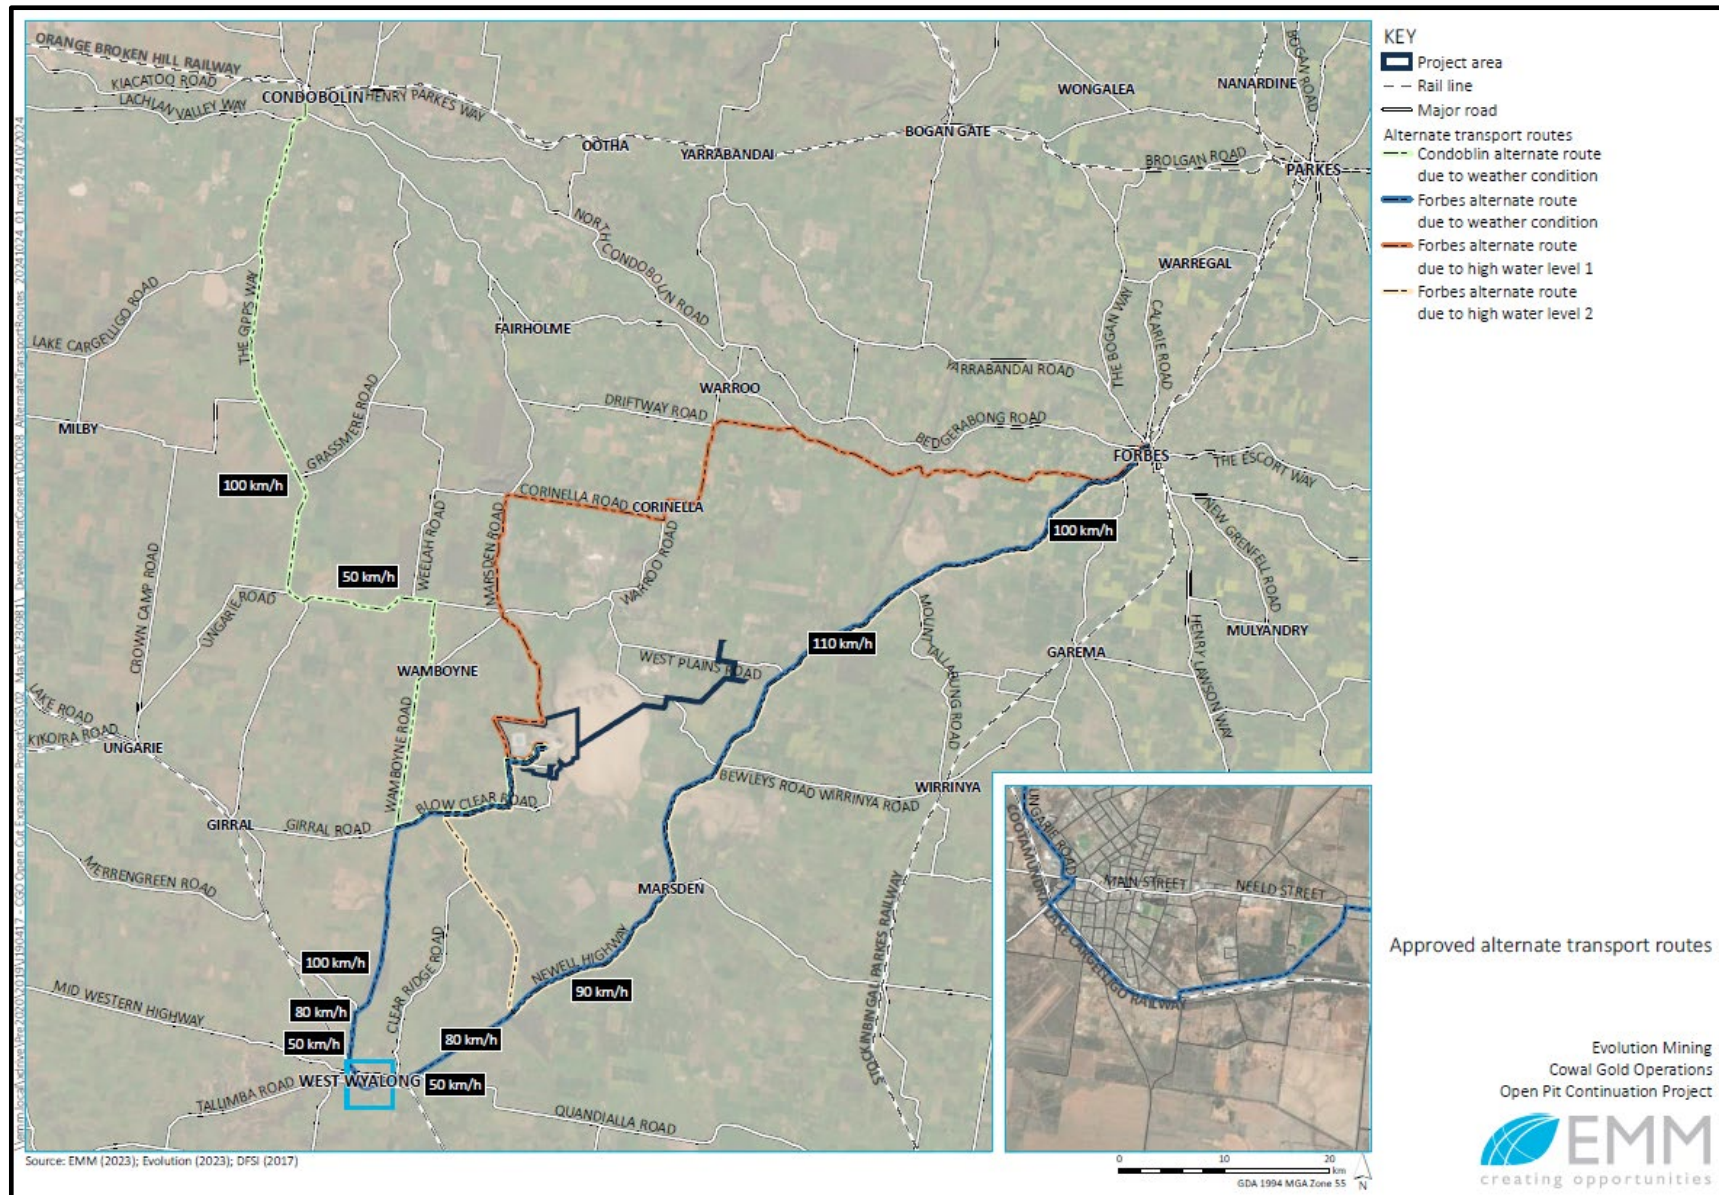 ORANGE BROKEN HILL RAILWAY
KIACATOO ROAD
LACHLAN VALLEY WAY
CONDOBOLIN
HENRY PARKES WAY
OOTHA
YARRABANDAI
BOGAN GATE
WONGALEA
NANARDINE
BOGAN ROAD
BROLGAN ROAD
PARKES
NORTH CONDOBOLIN ROAD
WARREGAL
THE BOGAN WAY
CALARIE ROAD
THE GIPPS WAY
LAKE CARGELLIGO ROAD
FAIRHOLME
YARRABANDAI ROAD
WARROO
DRIFTWAY ROAD
BEDGERABONG ROAD
MILBY
GRASSMERE ROAD
FORBES
THE ESCORT WAY
100 km/h
CORINELLA ROAD
CORINELLA
100 km/h
NEW GRENFELL ROAD
WEELAH ROAD
MARSDEN ROAD
WARROO ROAD
50 km/h
CROWN CAMP ROAD
UNGARIE ROAD
MOUNT TALLABUNG ROAD
HENRY LAWSON WAY
MULYANDRY
110 km/h
GAREMA
WEST PLAINS ROAD
WAMBOYNE
LAKE ROAD
KIKOIRA ROAD
UNGARIE
WAMBOYNE ROAD
BEWLEYS ROAD WIRRINYA ROAD
WIRRINYA
BLOW CLEAR ROAD
GIRRAL
GIRRAL ROAD
MERRENGREEN ROAD
MARSDEN
STOCKINBINGAL PARKES RAILWAY
CLEAR RIDGE ROAD
NEWELL HIGHWAY
100 km/h
90 km/h
MID WESTERN HIGHWAY
80 km/h
80 km/h
50 km/h
WEST WYALONG
50 km/h
TALLIMBA ROAD
QUANDIALLA ROAD
UNGARIE ROAD
COOTAMUNDRA LAKE CARGELLIGO RAILWAY
MAIN STREET
NEELD STREET
KEY
Project area
Rail line
Major road
Alternate transport routes
Condoblin alternate route
due to weather condition
Forbes alternate route
due to weather condition
Forbes alternate route
due to high water level 1
Forbes alternate route
due to high water level 2
Approved alternate transport routes
Evolution Mining
Cowal Gold Operations
Open Pit Continuation Project
EMM
creating opportunities
Source: EMM (2023); Evolution (2023); DFSI (2017)
0 10 20
km
GDA 1994 MGA Zone 55
N